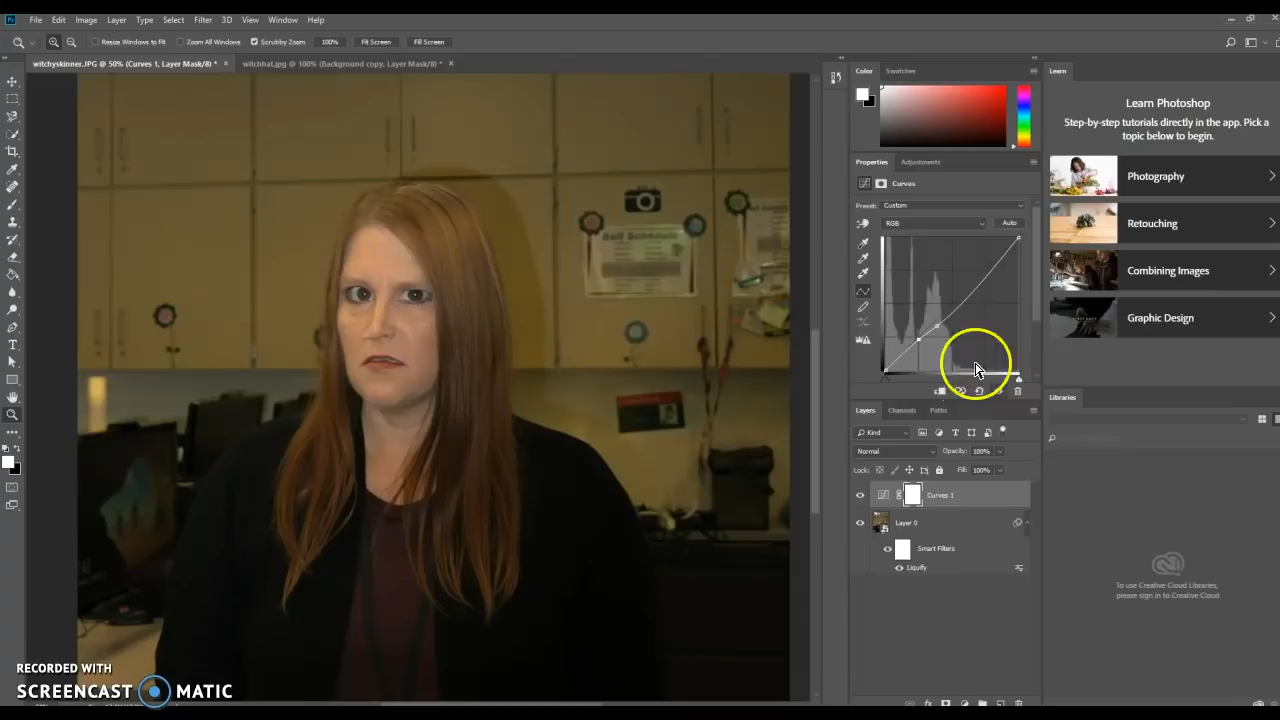 Ps File Edit Image Layer Type Select Filter 3D View Window Help
Resize Windows to Fit Zoom All Windows Scrubby Zoom 100% Fit Screen Fill Screen
witchyskinner.JPG @ 50% (Curves 1, Layer Mask/8) * × witchhat.jpg @ 100% (Background copy, Layer Mask/8) * ×
Color Swatches
Learn
Learn Photoshop
Step-by-step tutorials directly in the app. Pick a
topic below to begin.
Properties Adjustments
Curves
Photography
Preset: Custom
RGB Auto
Retouching
Combining Images
Graphic Design
Bell Schedule
Libraries
Layers Channels Paths
Kind
Normal Opacity: 100%
Lock: Fill: 100%
Curves 1
Layer 0
Smart Filters
Liquify
To use Creative Cloud Libraries,
please sign in to Creative Cloud
RECORDED WITH
SCREENCAST MATIC